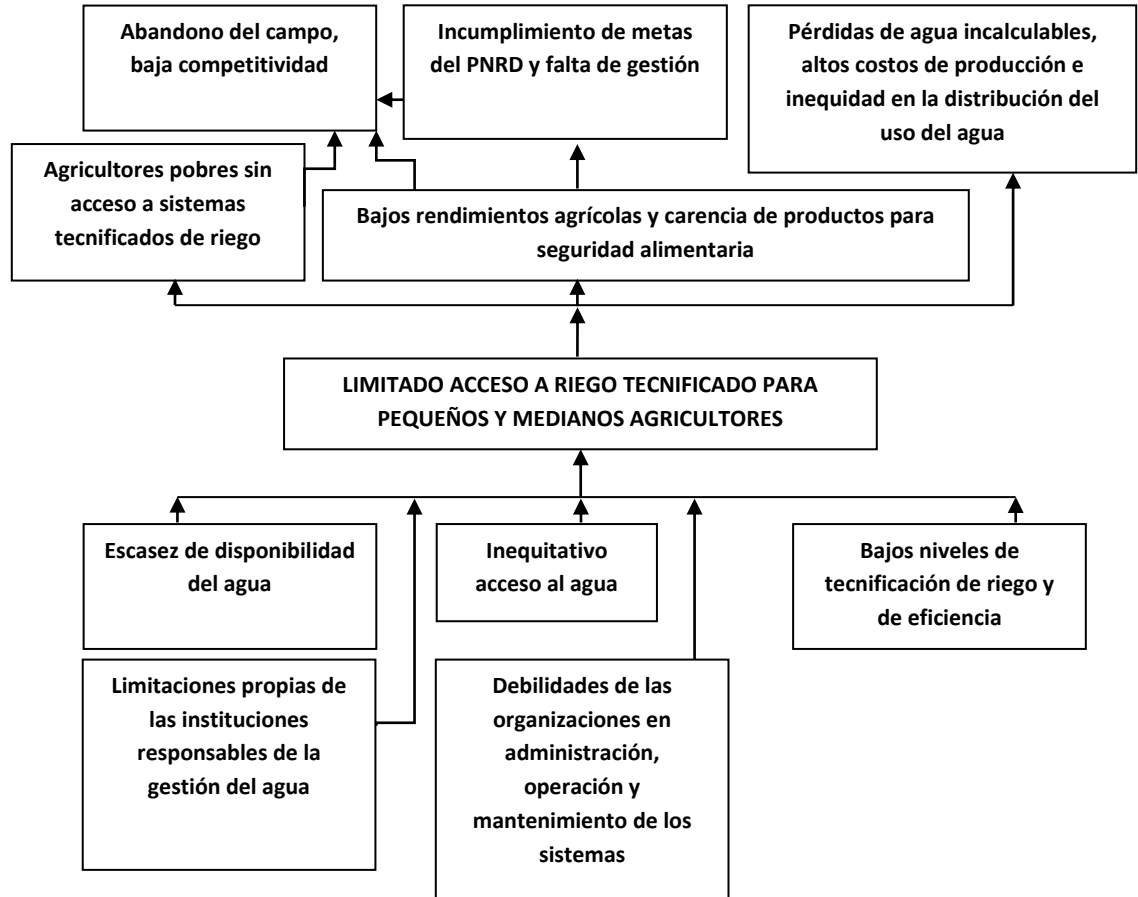 Abandono del campo,
baja competitividad
Incumplimiento de metas
del PNRD y falta de gestión
Pérdidas de agua incalculables,
altos costos de producción e
inequidad en la distribución del
uso del agua
Agricultores pobres sin
acceso a sistemas
tecnificados de riego
Bajos rendimientos agrícolas y carencia de productos para
seguridad alimentaria
LIMITADO ACCESO A RIEGO TECNIFICADO PARA
PEQUEÑOS Y MEDIANOS AGRICULTORES
Escasez de disponibilidad
del agua
Inequitativo
acceso al agua
Bajos niveles de
tecnificación de riego y
de eficiencia
Limitaciones propias de
las instituciones
responsables de la
gestión del agua
Debilidades de las
organizaciones en
administración,
operación y
mantenimiento de los
sistemas